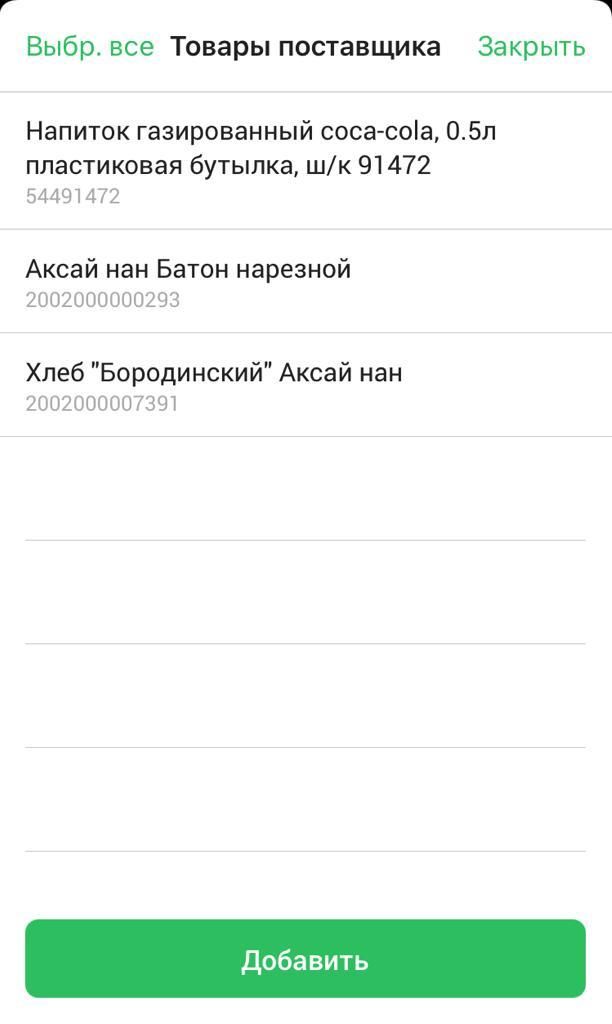 Выбр. все Товары поставщика Закрыть
Напиток газированный coca-cola, 0.5л
пластиковая бутылка, ш/к 91472
54491472
Аксай нан Батон нарезной
2002000000293
Хлеб "Бородинский" Аксай нан
2002000007391
Добавить